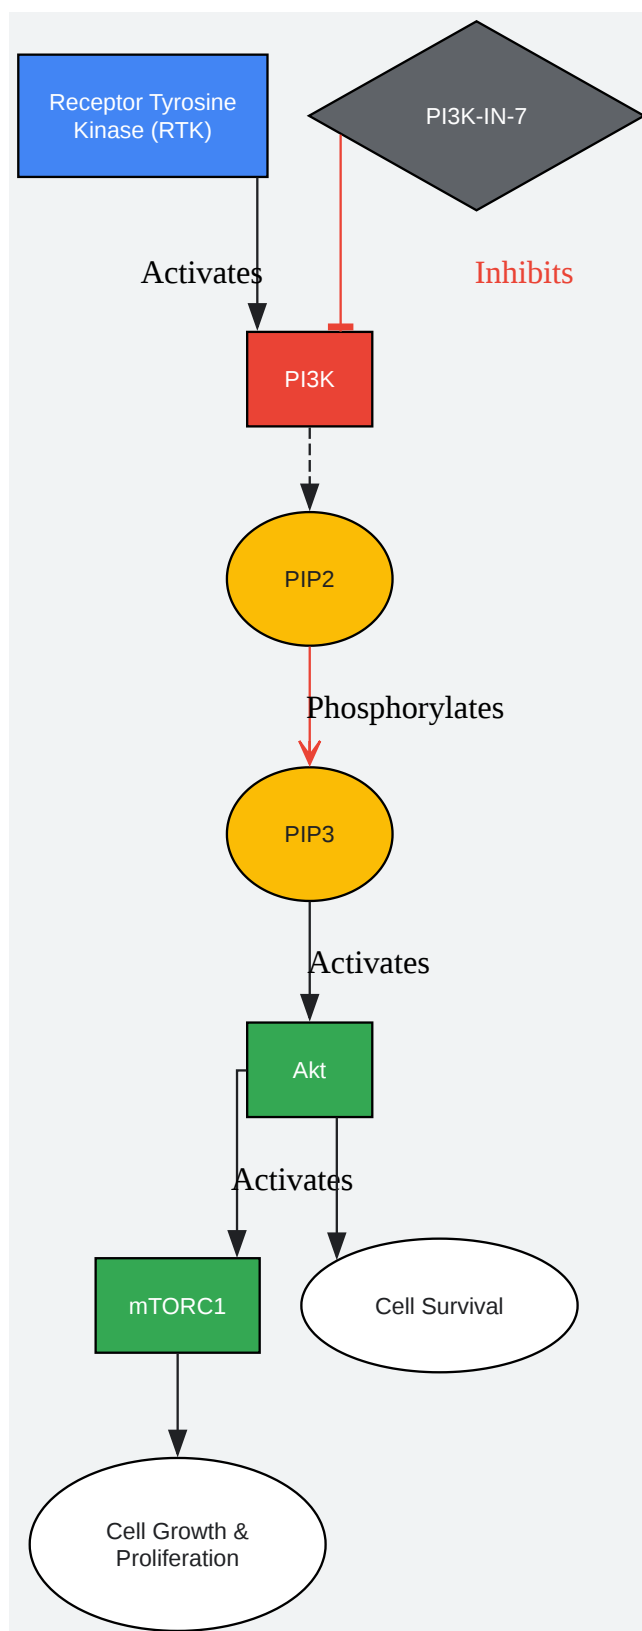 Receptor Tyrosine
Kinase (RTK)
PI3K-IN-7
Activates
Inhibits
PI3K
PIP2
Phosphorylates
PIP3
Activates
Akt
Activates
mTORC1
Cell Survival
Cell Growth &
Proliferation